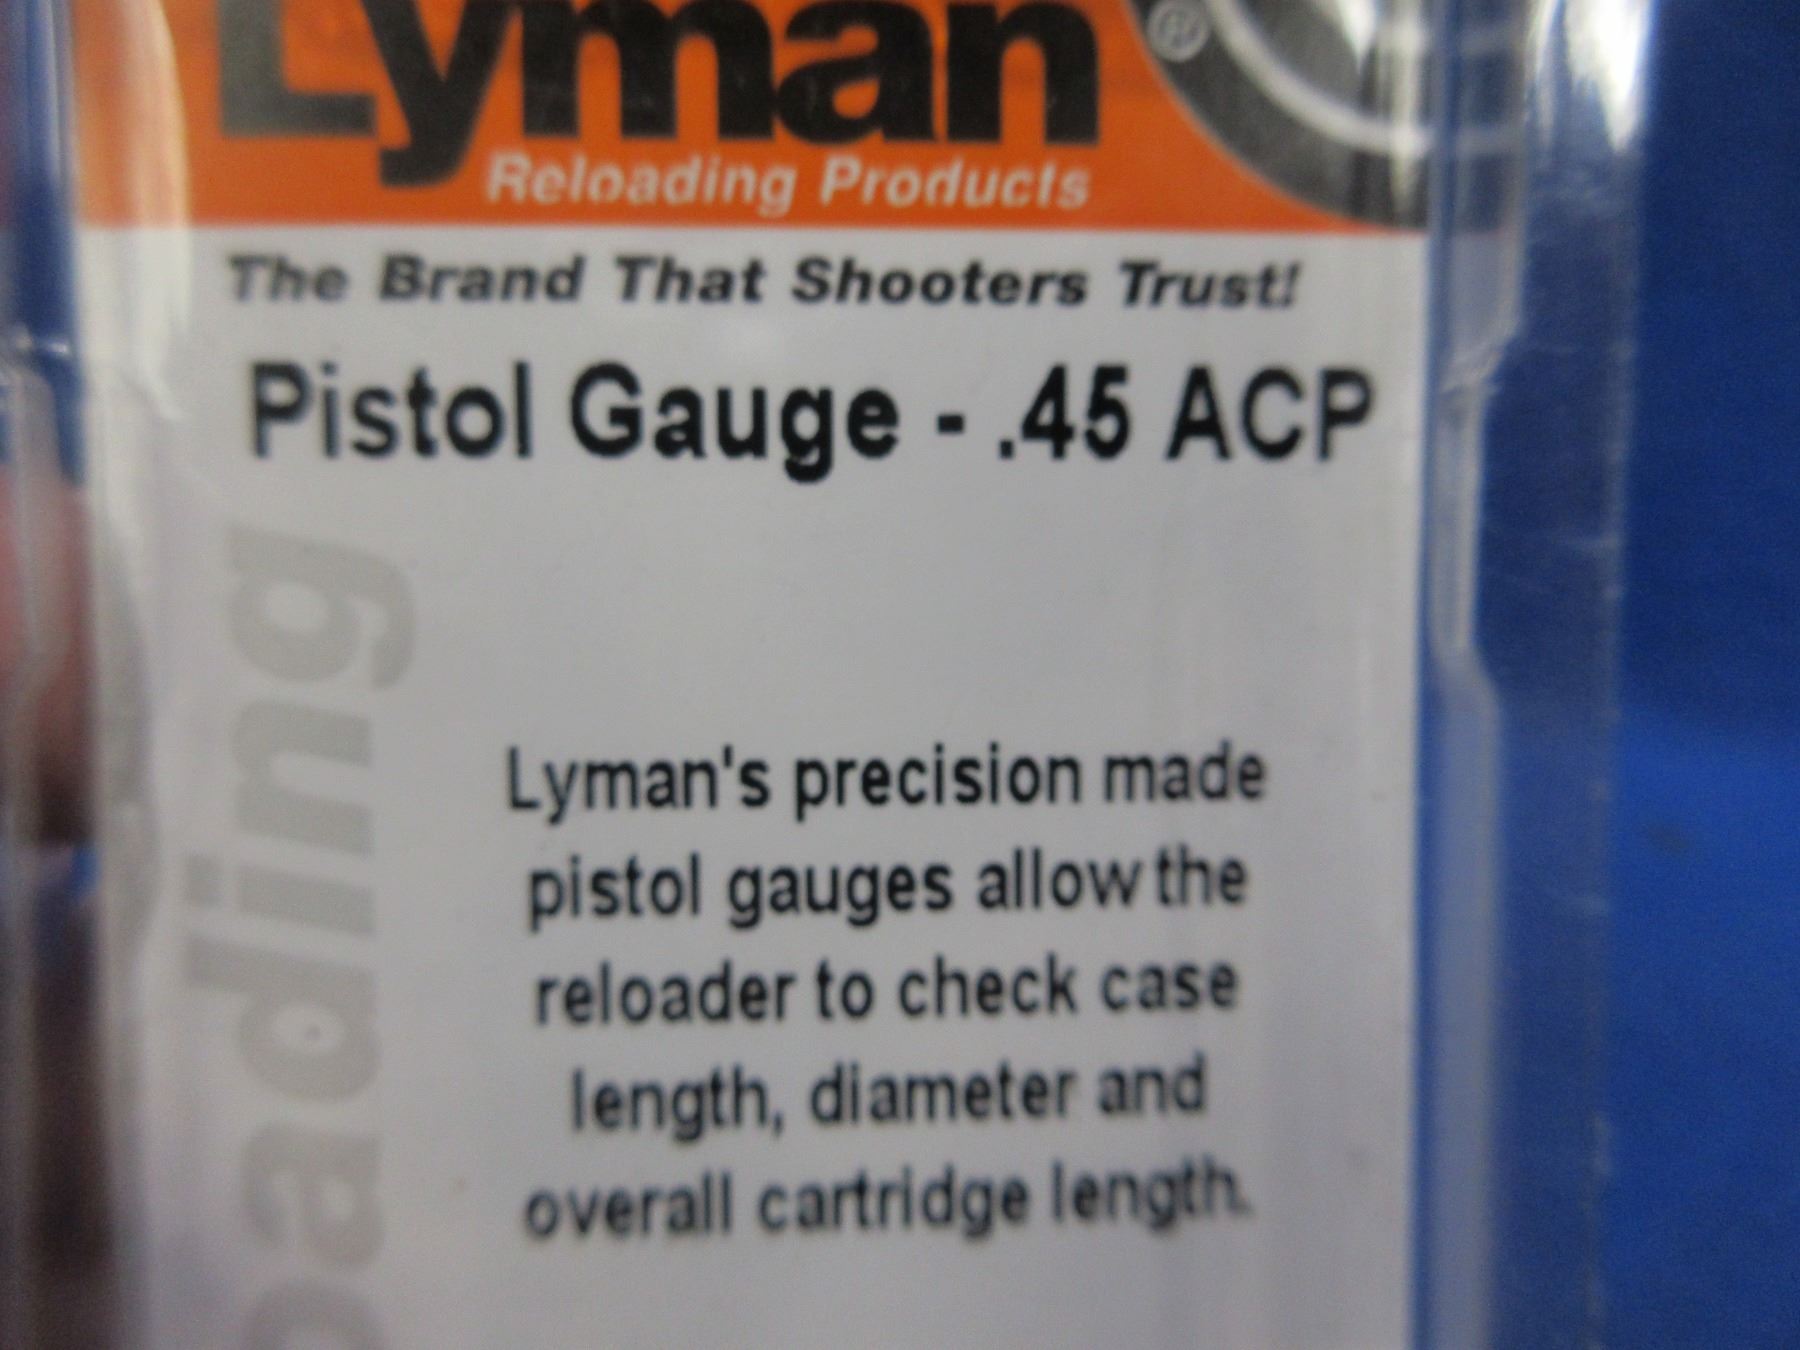 Lyman
®
Reloading Products
The Brand That Shooters Trust!
Pistol Gauge - .45 ACP
Lyman's precision made
pistol gauges allow the
reloader to check case
length, diameter and
overall cartridge length.
oading